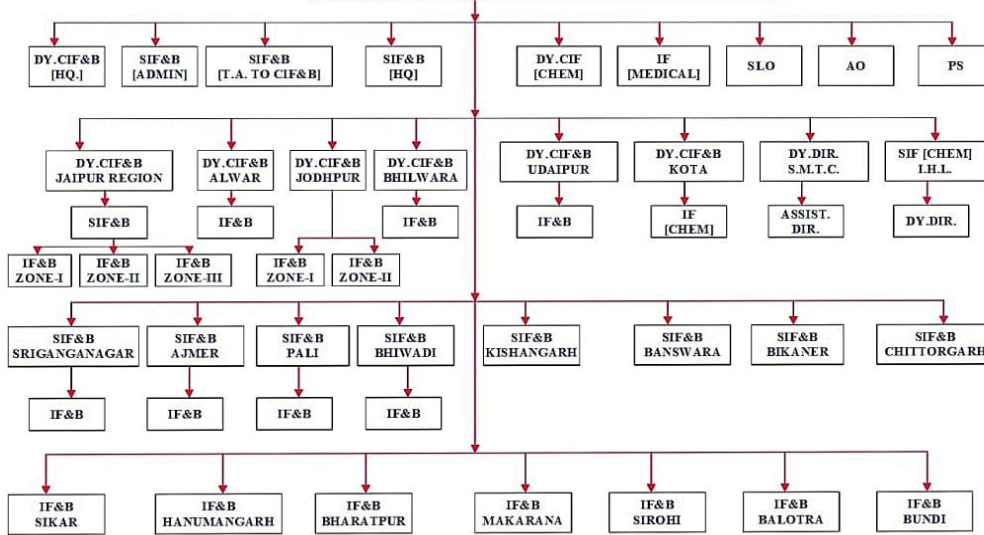 DY.CIF&B
[HQ.]
SIF&B
[ADMIN]
SIF&B
[T.A. TO CIF&B]
SIF&B
[HQ]
DY.CIF
[CHEM]
IF
[MEDICAL]
SLO
AO
PS
DY.CIF&B
JAIPUR REGION
DY.CIF&B
ALWAR
DY.CIF&B
JODHPUR
DY.CIF&B
BHILWARA
DY.CIF&B
UDAIPUR
DY.CIF&B
KOTA
DY.DIR.
S.M.T.C.
SIF [CHEM]
I.H.L.
SIF&B
IF&B
IF&B
IF&B
IF
[CHEM]
ASSIST.
DIR.
DY.DIR.
IF&B
ZONE-I
IF&B
ZONE-II
IF&B
ZONE-III
IF&B
ZONE-I
IF&B
ZONE-II
SIF&B
SRIGANGANAGAR
SIF&B
AJMER
SIF&B
PALI
SIF&B
BHIWADI
SIF&B
KISHANGARH
SIF&B
BANSWARA
SIF&B
BIKANER
SIF&B
CHITTORGARH
IF&B
IF&B
IF&B
IF&B
IF&B
SIKAR
IF&B
HANUMANGARH
IF&B
BHARATPUR
IF&B
MAKARANA
IF&B
SIROHI
IF&B
BALOTRA
IF&B
BUNDI